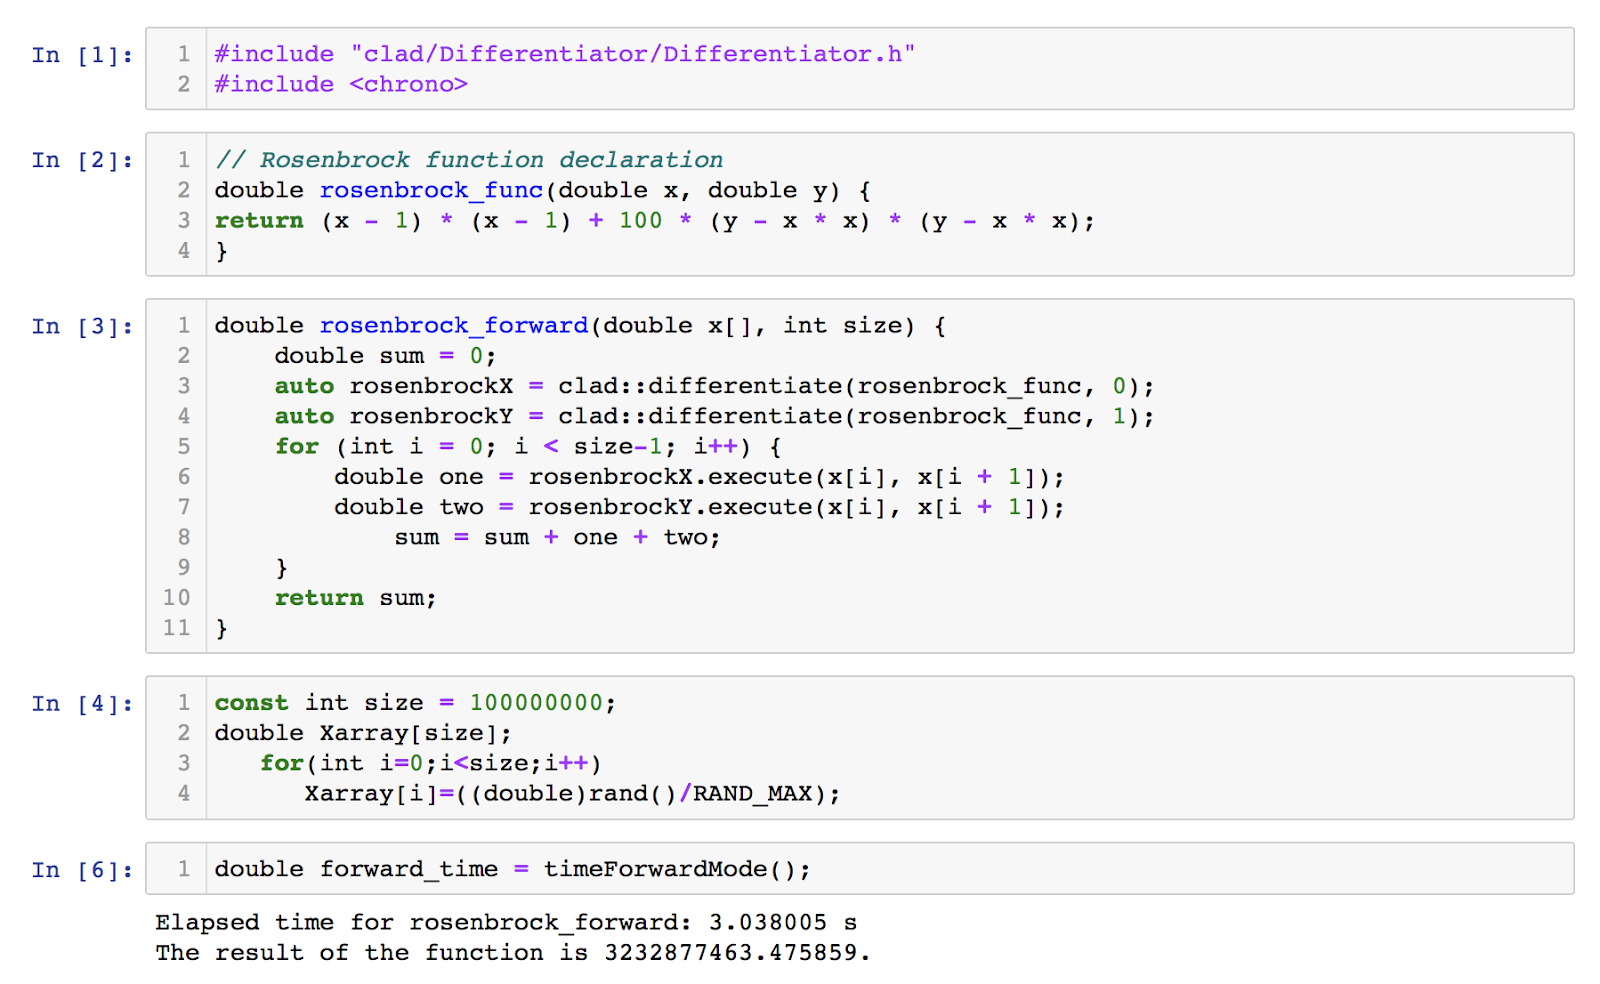 In [1]:
1 #include "clad/Differentiator/Differentiator.h"
2 #include <chrono>
In [2]:
1 // Rosenbrock function declaration
2 double rosenbrock_func(double x, double y) {
3 return (x - 1) * (x - 1) + 100 * (y - x * x) * (y - x * x);
4 }
In [3]:
1 double rosenbrock_forward(double x[], int size) {
2     double sum = 0;
3     auto rosenbrockX = clad::differentiate(rosenbrock_func, 0);
4     auto rosenbrockY = clad::differentiate(rosenbrock_func, 1);
5     for (int i = 0; i < size-1; i++) {
6         double one = rosenbrockX.execute(x[i], x[i + 1]);
7         double two = rosenbrockY.execute(x[i], x[i + 1]);
8             sum = sum + one + two;
9     }
10     return sum;
11 }
In [4]:
1 const int size = 100000000;
2 double Xarray[size];
3    for(int i=0;i<size;i++)
4       Xarray[i]=((double)rand()/RAND_MAX);
In [6]:
1 double forward_time = timeForwardMode();
Elapsed time for rosenbrock_forward: 3.038005 s
The result of the function is 3232877463.475859.